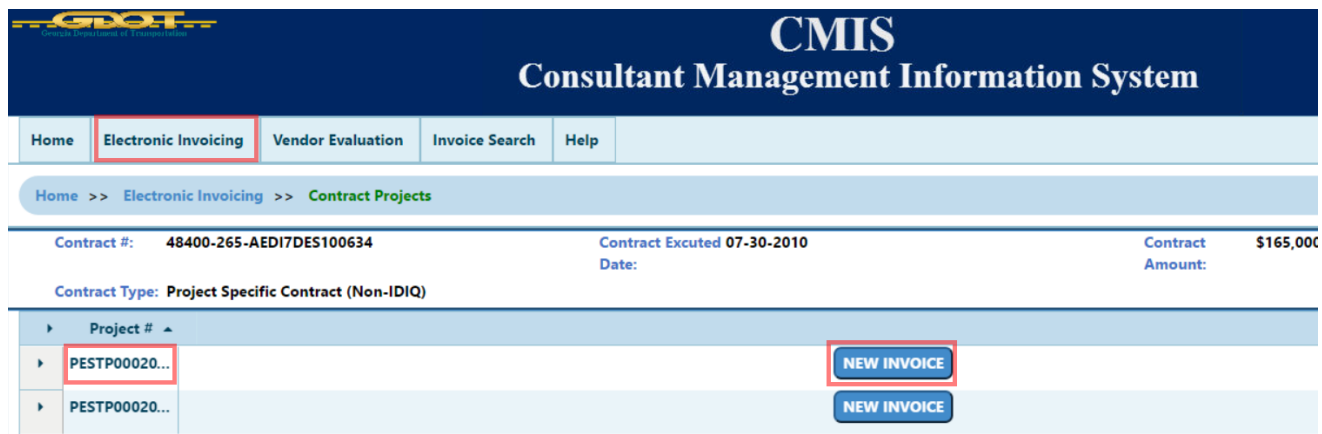 GDOT
Georgia Department of Transportation
CMIS
Consultant Management Information System
Home Electronic Invoicing Vendor Evaluation Invoice Search Help
Home >> Electronic Invoicing >> Contract Projects
Contract #: 48400-265-AEDI7DES100634 Contract Excuted 07-30-2010 Contract $165,000
Date: Amount:
Contract Type: Project Specific Contract (Non-IDIQ)
Project #
PESTP00020... NEW INVOICE
PESTP00020... NEW INVOICE